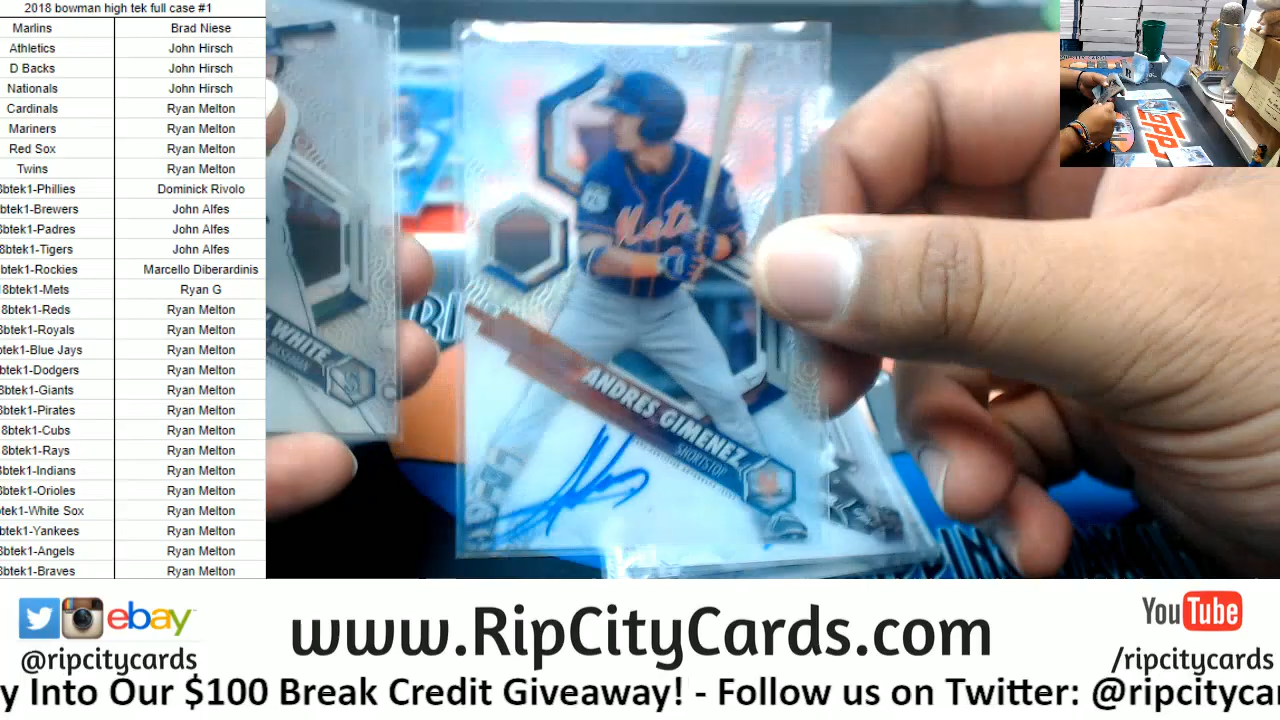 2018 bowman high tek full case #1
Marlins Brad Niese
Athletics John Hirsch
D Backs John Hirsch
Nationals John Hirsch
Cardinals Ryan Melton
Mariners Ryan Melton
Red Sox Ryan Melton
Twins Ryan Melton
8btek1-Phillies Dominick Rivolo
btek1-Brewers John Alfes
8btek1-Padres John Alfes
8btek1-Tigers John Alfes
btek1-Rockies Marcello Diberardinis
18btek1-Mets Ryan G
8btek1-Reds Ryan Melton
8btek1-Royals Ryan Melton
btek1-Blue Jays Ryan Melton
btek1-Dodgers Ryan Melton
8btek1-Giants Ryan Melton
8btek1-Pirates Ryan Melton
8btek1-Cubs Ryan Melton
8btek1-Rays Ryan Melton
8btek1-Indians Ryan Melton
8btek1-Orioles Ryan Melton
btek1-White Sox Ryan Melton
btek1-Yankees Ryan Melton
8btek1-Angels Ryan Melton
8btek1-Braves Ryan Melton
Mets
WHITE
ANDRES GIMENEZ
SHORTSTOP
topps
ebay
@ripcitycards
www.RipCityCards.com
YouTube
/ripcitycards
y Into Our $100 Break Credit Giveaway! - Follow us on Twitter: @ripcitycar